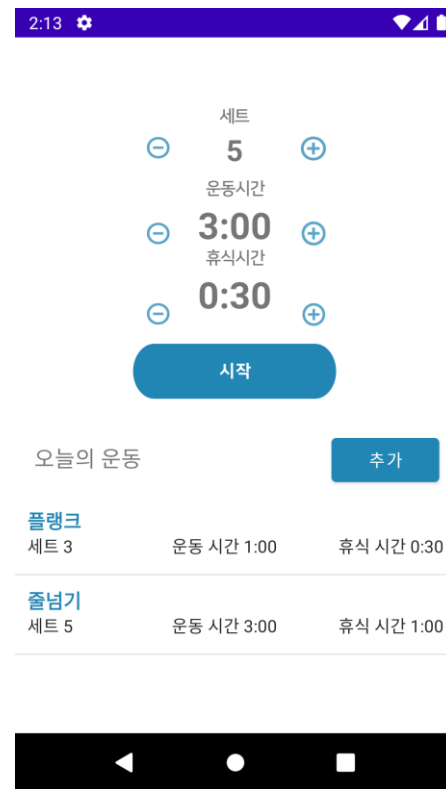 2:13
세트
5
운동시간
3:00
휴식시간
0:30
시작
오늘의 운동 추가
플랭크
세트 3 운동 시간 1:00 휴식 시간 0:30
줄넘기
세트 5 운동 시간 3:00 휴식 시간 1:00